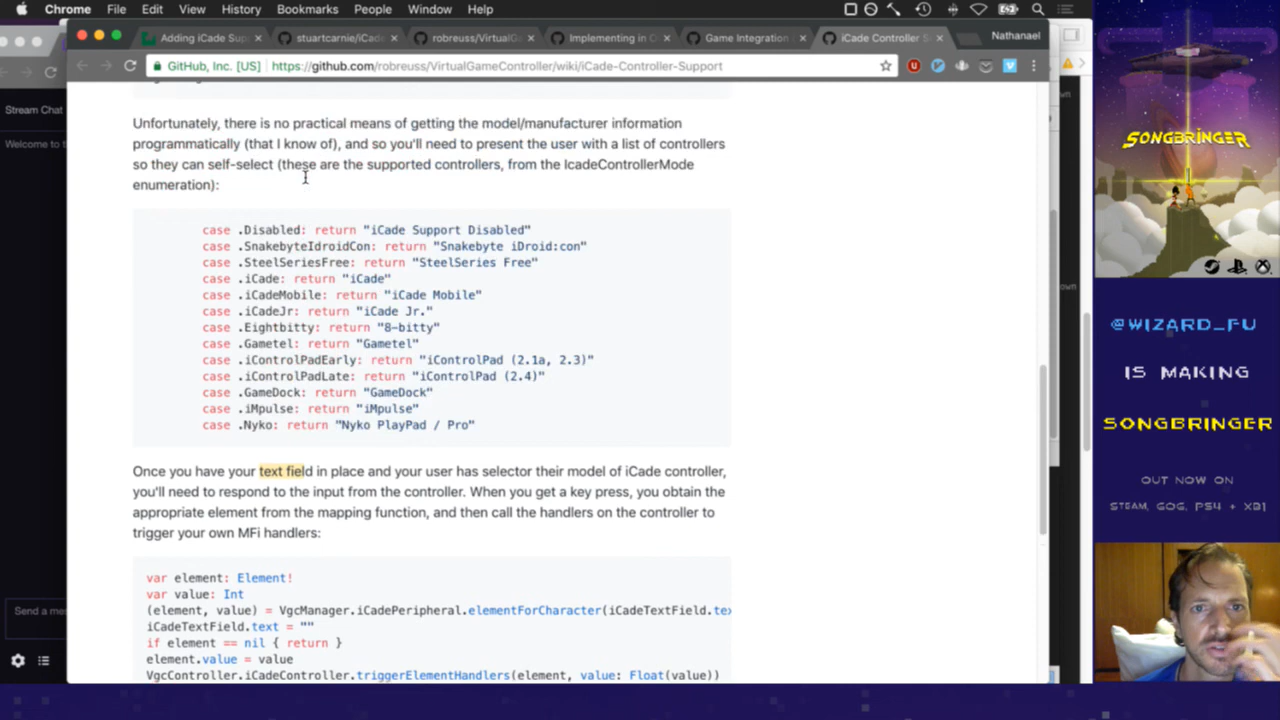 Chrome File Edit View History Bookmarks People Window Help
Adding iCade Sup
stuartcarnie/iCade
robreuss/VirtualGa
Implementing in O
Game Integration (
iCade Controller S
Nathanael
GitHub, Inc. [US] https://github.com/robreuss/VirtualGameController/wiki/iCade-Controller-Support
Stream Chat
Welcome to the
Unfortunately, there is no practical means of getting the model/manufacturer information
programmatically (that I know of), and so you'll need to present the user with a list of controllers
so they can self-select (these are the supported controllers, from the IcadeControllerMode
enumeration):
case .Disabled: return "iCade Support Disabled"
case .SnakebyteIdroidCon: return "Snakebyte iDroid:con"
case .SteelSeriesFree: return "SteelSeries Free"
case .iCade: return "iCade"
case .iCadeMobile: return "iCade Mobile"
case .iCadeJr: return "iCade Jr."
case .Eightbitty: return "8-bitty"
case .Gametel: return "Gametel"
case .iControlPadEarly: return "iControlPad (2.1a, 2.3)"
case .iControlPadLate: return "iControlPad (2.4)"
case .GameDock: return "GameDock"
case .iMpulse: return "iMpulse"
case .Nyko: return "Nyko PlayPad / Pro"
Once you have your text field in place and your user has selector their model of iCade controller,
you'll need to respond to the input from the controller. When you get a key press, you obtain the
appropriate element from the mapping function, and then call the handlers on the controller to
trigger your own MFi handlers:
var element: Element!
var value: Int
(element, value) = VgcManager.iCadePeripheral.elementForCharacter(iCadeTextField.tex
iCadeTextField.text = ""
if element == nil { return }
element.value = value
VgcController.iCadeController.triggerElementHandlers(element, value: Float(value))
Send a mes
SONGBRINGER
@WIZARD_FU
IS MAKING
SONGBRINGER
OUT NOW ON
STEAM, GOG, PS4 + XB1